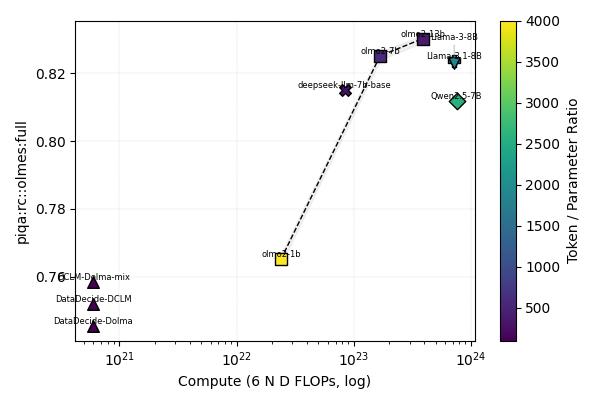 olmo2-13b
Llama-3-8B
olmo2-7b
Llama-3.1-8B
deepseek-llm-7b-base
Qwen2.5-7B
olmo2-1b
DCLM-Dolma-mix
DataDecide-DCLM
DataDecide-Dolma
0.82
0.80
0.78
0.76
10^21
10^22
10^23
10^24
Compute (6 N D FLOPs, log)
piqa:rc::olmes:full
4000
3500
3000
2500
2000
1500
1000
500
Token / Parameter Ratio